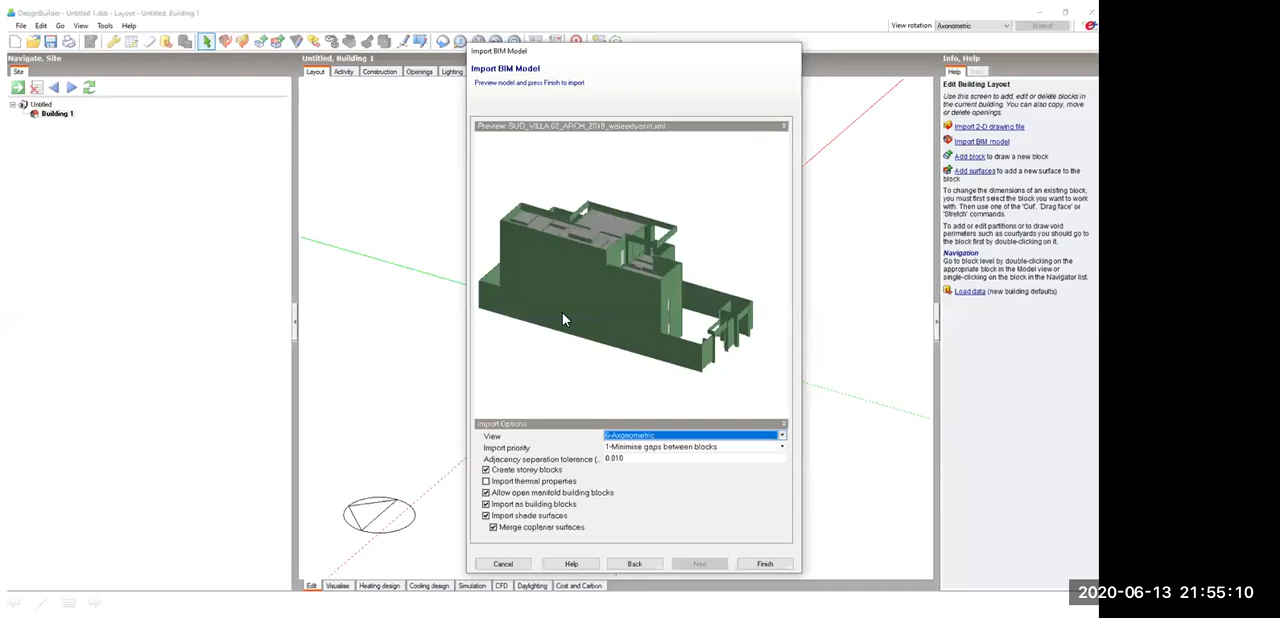 DesignBuilder - Untitled 1.dsb - Layout - Untitled, Building 1
File Edit Go View Tools Help
View rotation Axonometric Normal
Navigate, Site
Site
Untitled
Building 1
Untitled, Building 1
Layout Activity Construction Openings Lighting
Import BIM Model
Import BIM Model
Preview model and press Finish to import
Preview: SUD_VILLA 02_ARCH_2019_waleedyasin.xml
Import Options
View 6-Axonometric
Import priority 1-Minimise gaps between blocks
Adjacency separation tolerance (.. 0.010
Create storey blocks
Import thermal properties
Allow open manifold building blocks
Import as building blocks
Import shade surfaces
Merge coplanar surfaces
Cancel Help Back Next Finish
Edit Visualise Heating design Cooling design Simulation CFD Daylighting Cost and Carbon
Info, Help
Help
Edit Building Layout
Use this screen to add, edit or delete blocks in
the current building. You can also copy, move
or delete openings.
Import 2-D drawing file
Import BIM model
Add block to draw a new block
Add surfaces to add a new surface to the
block
To change the dimensions of an existing block,
you must first select the block you want to work
with. Then use one of the 'Cut', 'Drag face' or
'Stretch' commands.
To add or edit partitions or to draw void
perimeters such as courtyards you should go to
the block first by double-clicking on it.
Navigation
Go to block level by double-clicking on the
appropriate block in the Model view or
single-clicking on the block in the Navigator list.
Load data (new building defaults)
2020-06-13 21:55:10